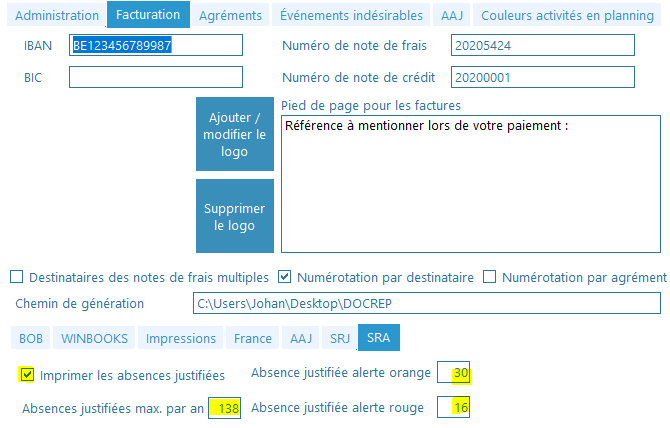 Administration Facturation Agréments Événements indésirables AAJ Couleurs activités en planning
IBAN BE123456789987 Numéro de note de frais 20205424
BIC Numéro de note de crédit 20200001
Ajouter /
modifier le
logo
Supprimer
le logo
Pied de page pour les factures
Référence à mentionner lors de votre paiement :
Destinataires des notes de frais multiples Numérotation par destinataire Numérotation par agrément
Chemin de génération C:\Users\Johan\Desktop\DOCREP
BOB WINBOOKS Impressions France AAJ SRJ SRA
Imprimer les absences justifiées Absence justifiée alerte orange 30
Absences justifiées max. par an 138 Absence justifiée alerte rouge 16